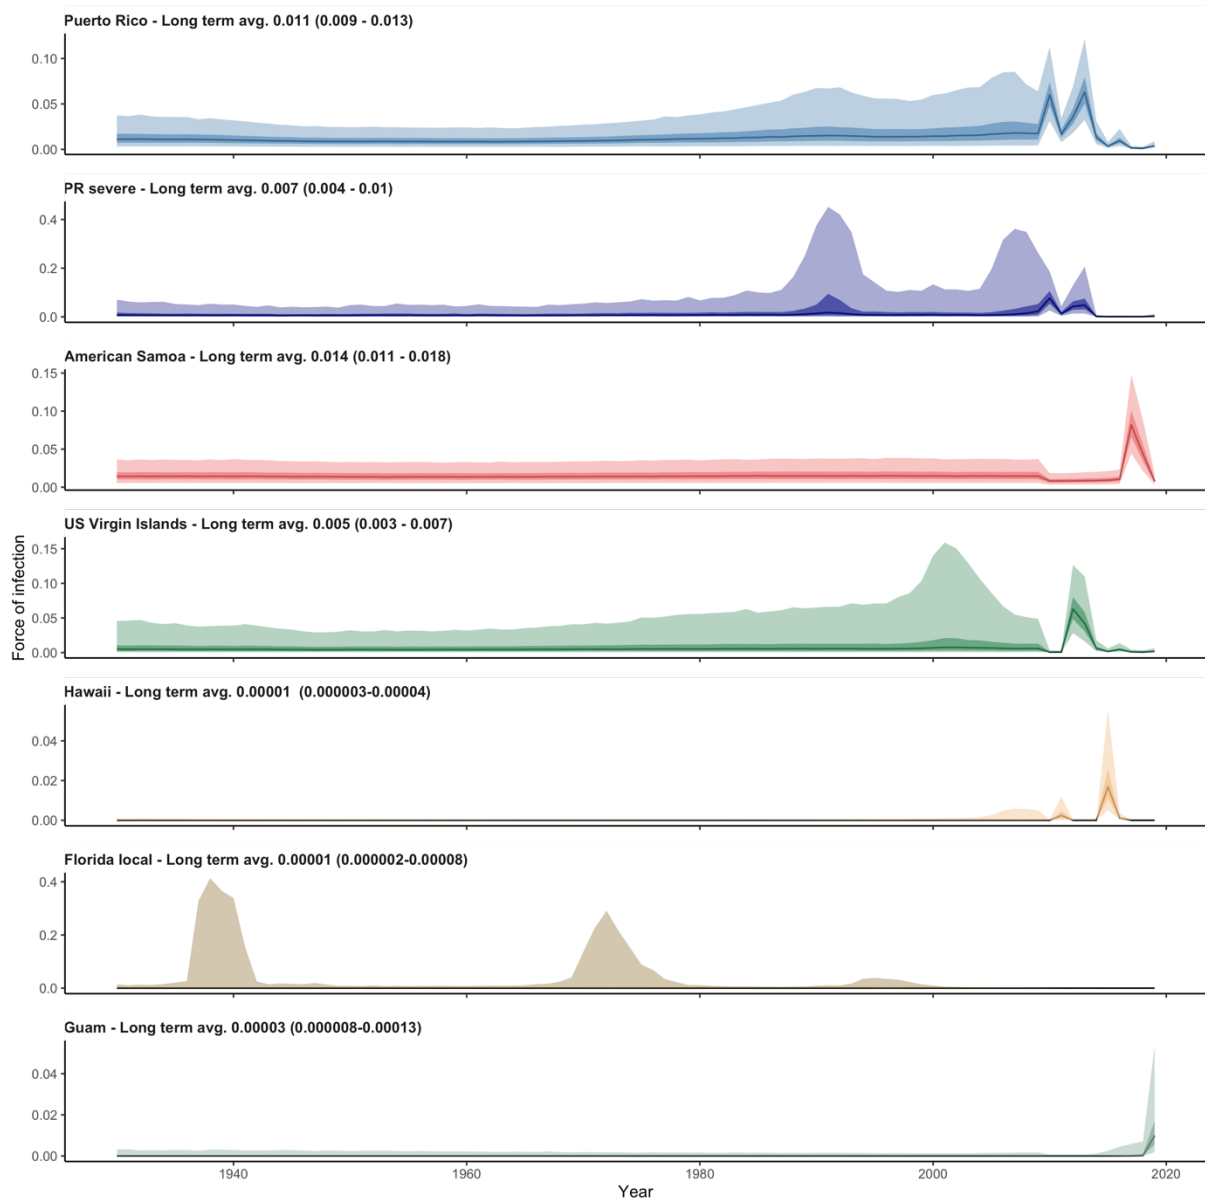 Puerto Rico - Long term avg. 0.011 (0.009 - 0.013)
0.10
0.05
0.00
PR severe - Long term avg. 0.007 (0.004 - 0.01)
0.4
0.2
0.0
American Samoa - Long term avg. 0.014 (0.011 - 0.018)
0.15
0.10
0.05
0.00
US Virgin Islands - Long term avg. 0.005 (0.003 - 0.007)
0.15
0.10
0.05
0.00
Force of infection
Hawaii - Long term avg. 0.00001 (0.000003-0.00004)
0.04
0.02
0.00
Florida local - Long term avg. 0.00001 (0.000002-0.00008)
0.4
0.2
0.0
Guam - Long term avg. 0.00003 (0.000008-0.00013)
0.04
0.02
0.00
1940 1960 1980 2000 2020
Year